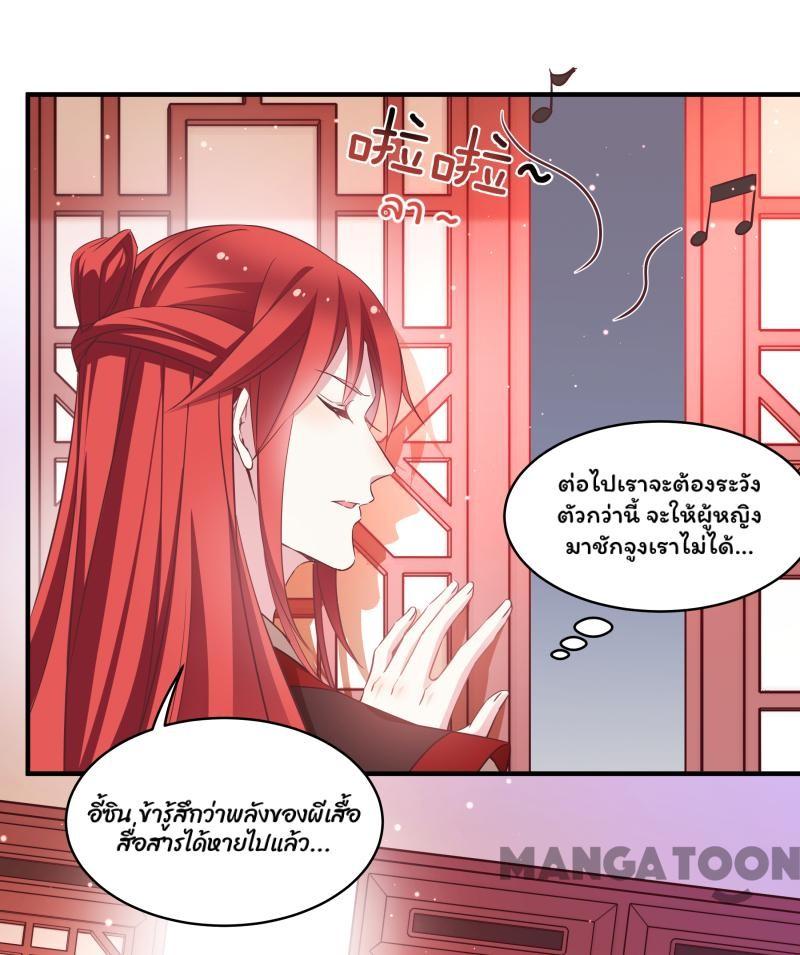 啦啦~
ลา~
ต่อไปเราจะต้องระวัง
ตัวกว่านี้ จะให้ผู้หญิง
มาชักจูงเราไม่ได้...
อี้ซิน ข้ารู้สึกว่าพลังของผีเสื้อ
สื่อสารได้หายไปแล้ว...
MANGATOON